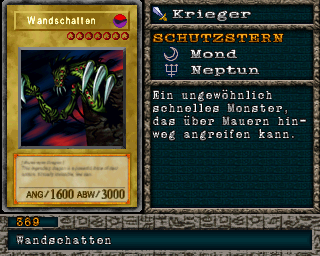 Wandschatten
ANG/1600 ABW/3000
Krieger
SCHUTZSTERN
Mond
Neptun
Ein ungewöhnlich
schnelles Monster,
das über Mauern hin-
weg angreifen kann.
369
Wandschatten